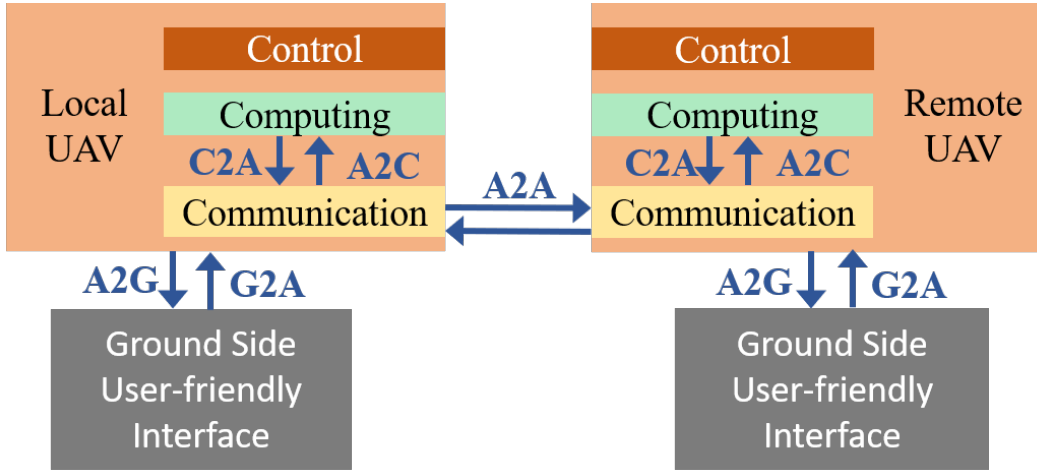 Control
Local
UAV
Computing
C2A
A2C
Communication
A2A
Control
Remote
UAV
Computing
C2A
A2C
Communication
A2G
G2A
Ground Side
User-friendly
Interface
A2G
G2A
Ground Side
User-friendly
Interface